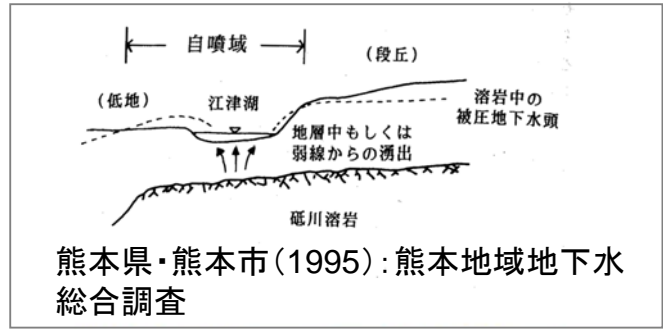 自噴域
(段丘)
(低地)
江津湖
溶岩中の
被圧地下水頭
地層中もしくは
弱線からの湧出
砥川溶岩
熊本県・熊本市(1995):熊本地域地下水
総合調査